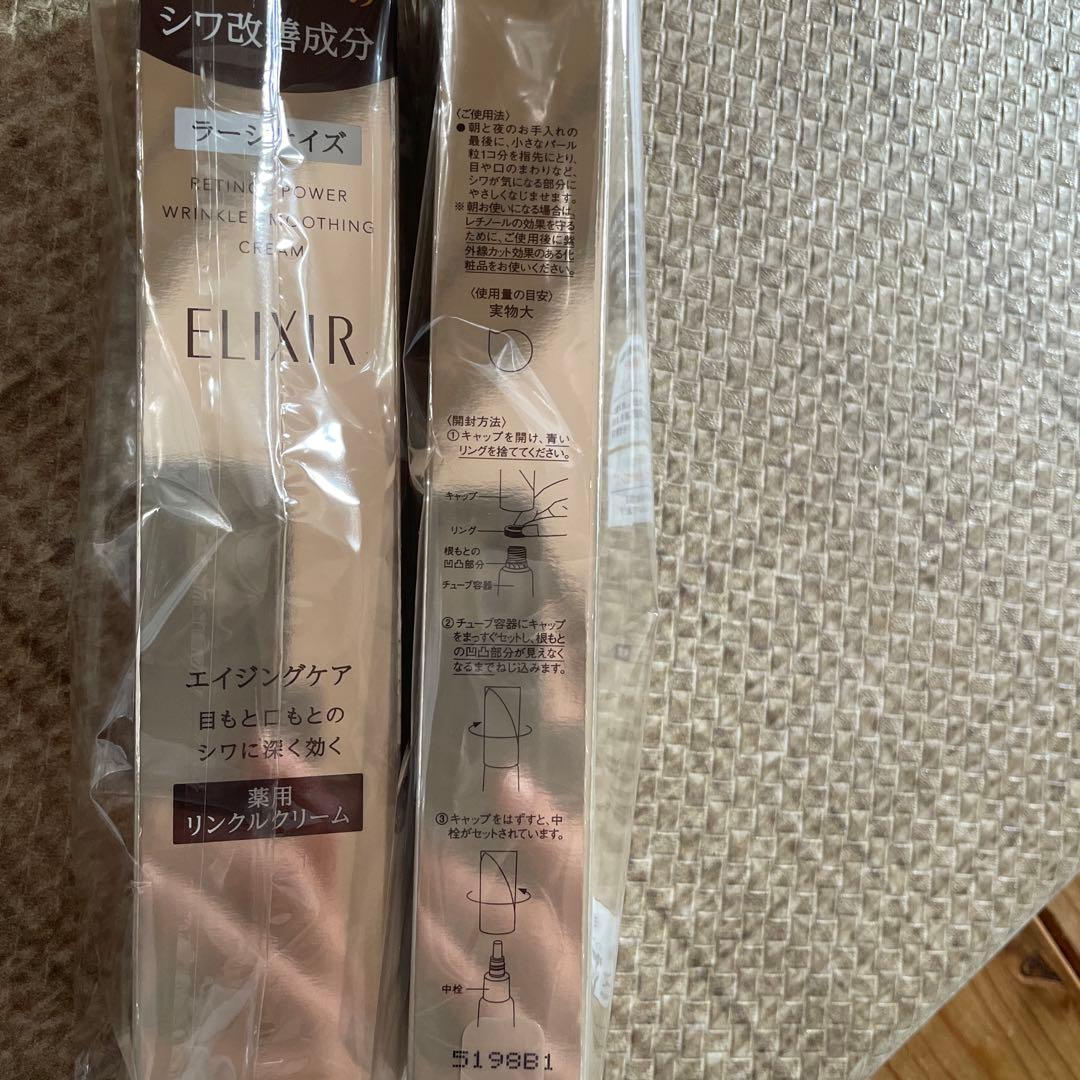 シワ改善成分
ラージサイズ
RETINO POWER
WRINKLE SMOOTHING
CREAM
ELIXIR
エイジングケア
目もと口もとの
シワに深く効く
薬用
リンクルクリーム
〈ご使用法〉
●朝と夜のお手入れの
最後に、小さなパール
粒1コ分を指先にとり、
目や口のまわりなど、
シワが気になる部分に
やさしくなじませます。
※朝お使いになる場合は、
レチノールの効果を守る
ために、ご使用後に紫
外線カット効果のある化
粧品をお使いください。
〈使用量の目安〉
実物大
〈開封方法〉
①キャップを開け、青い
リングを捨ててください。
キャップ
リング
根もとの
凹凸部分
チューブ容器
②チューブ容器にキャップ
をまっすぐセットし、根もと
の凹凸部分が見えなく
なるまでねじ込みます。
③キャップをはずすと、中
栓がセットされています。
中栓
5198B1